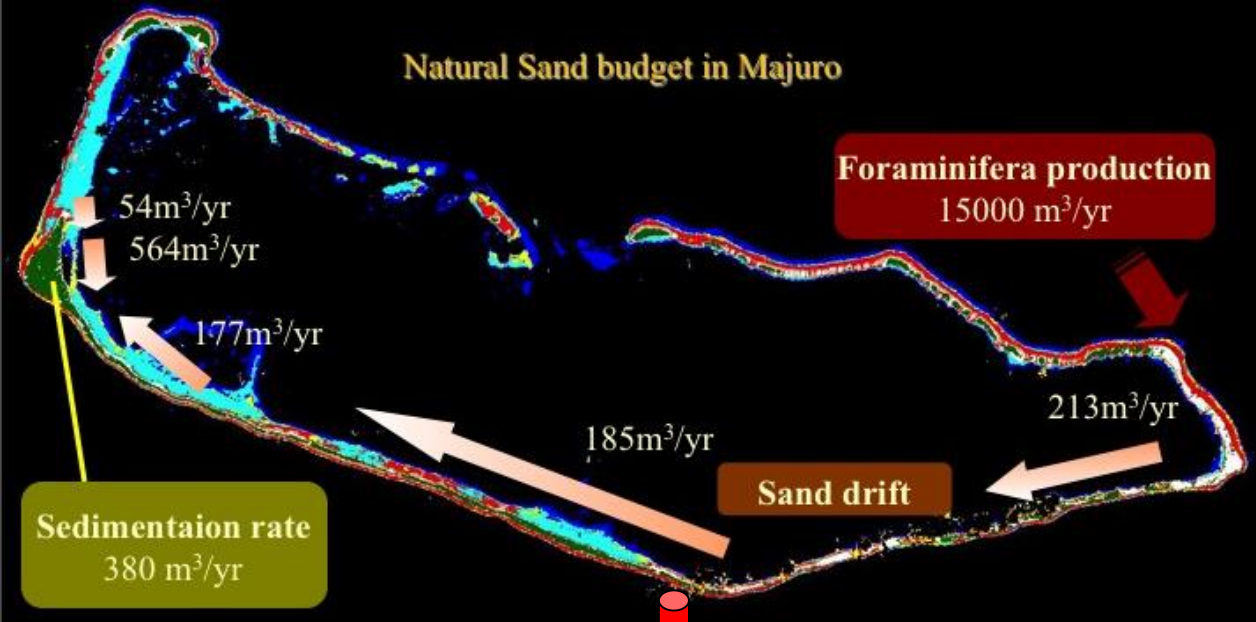 Natural Sand budget in Majuro
Foraminifera production
15000 m³/yr
54m³/yr
564m³/yr
177m³/yr
213m³/yr
185m³/yr
Sand drift
Sedimentaion rate
380 m³/yr